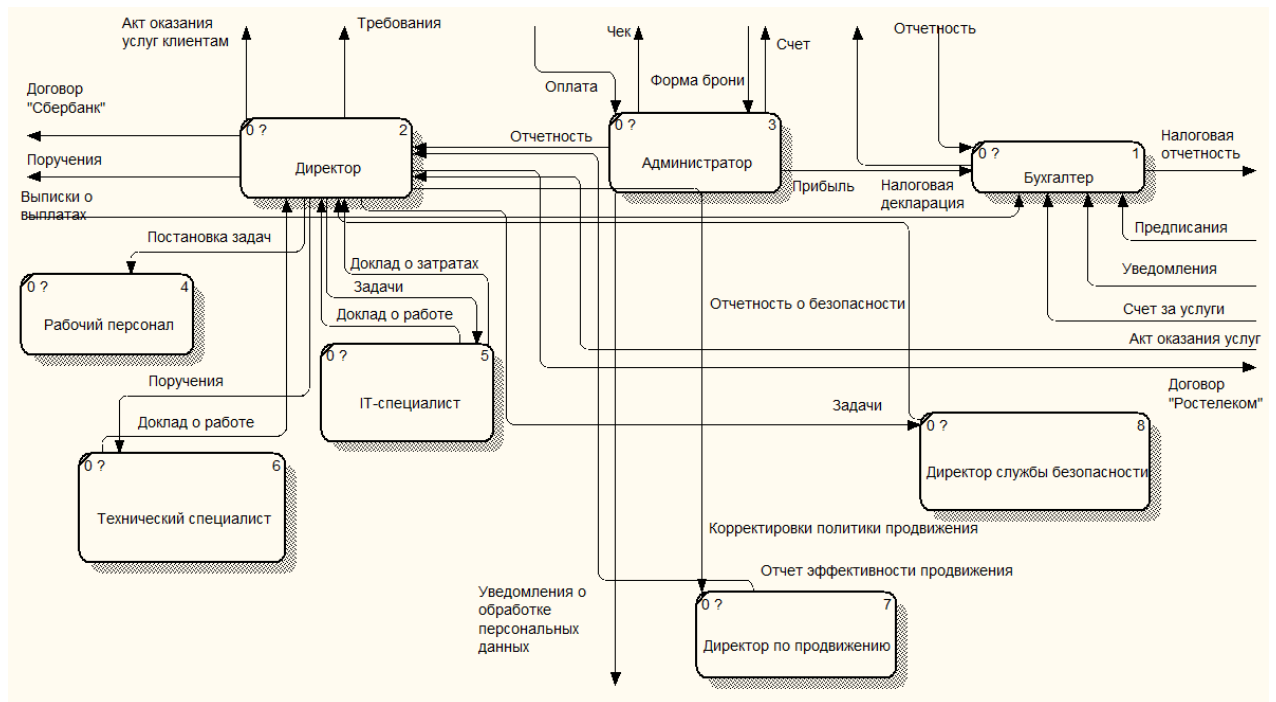 Акт оказания
услуг клиентам
Требования
Чек
Счет
Отчетность
Договор
"Сбербанк"
Оплата
Форма брони
0 ?
2
Директор
Отчетность
0 ?
3
Администратор
0 ?
1
Бухгалтер
Налоговая
отчетность
Поручения
Выписки о
выплатах
Прибыль
Налоговая
декларация
Предписания
Постановка задач
Доклад о затратах
Уведомления
0 ?
4
Рабочий персонал
Задачи
Доклад о работе
Отчетность о безопасности
Счет за услуги
Акт оказания услуг
0 ?
5
IT-специалист
Поручения
Доклад о работе
Договор
"Ростелеком"
Задачи
0 ?
8
Директор службы безопасности
0 ?
6
Технический специалист
Корректировки политики продвижения
Отчет эффективности продвижения
Уведомления о
обработке
персональных
данных
0 ?
7
Директор по продвижению